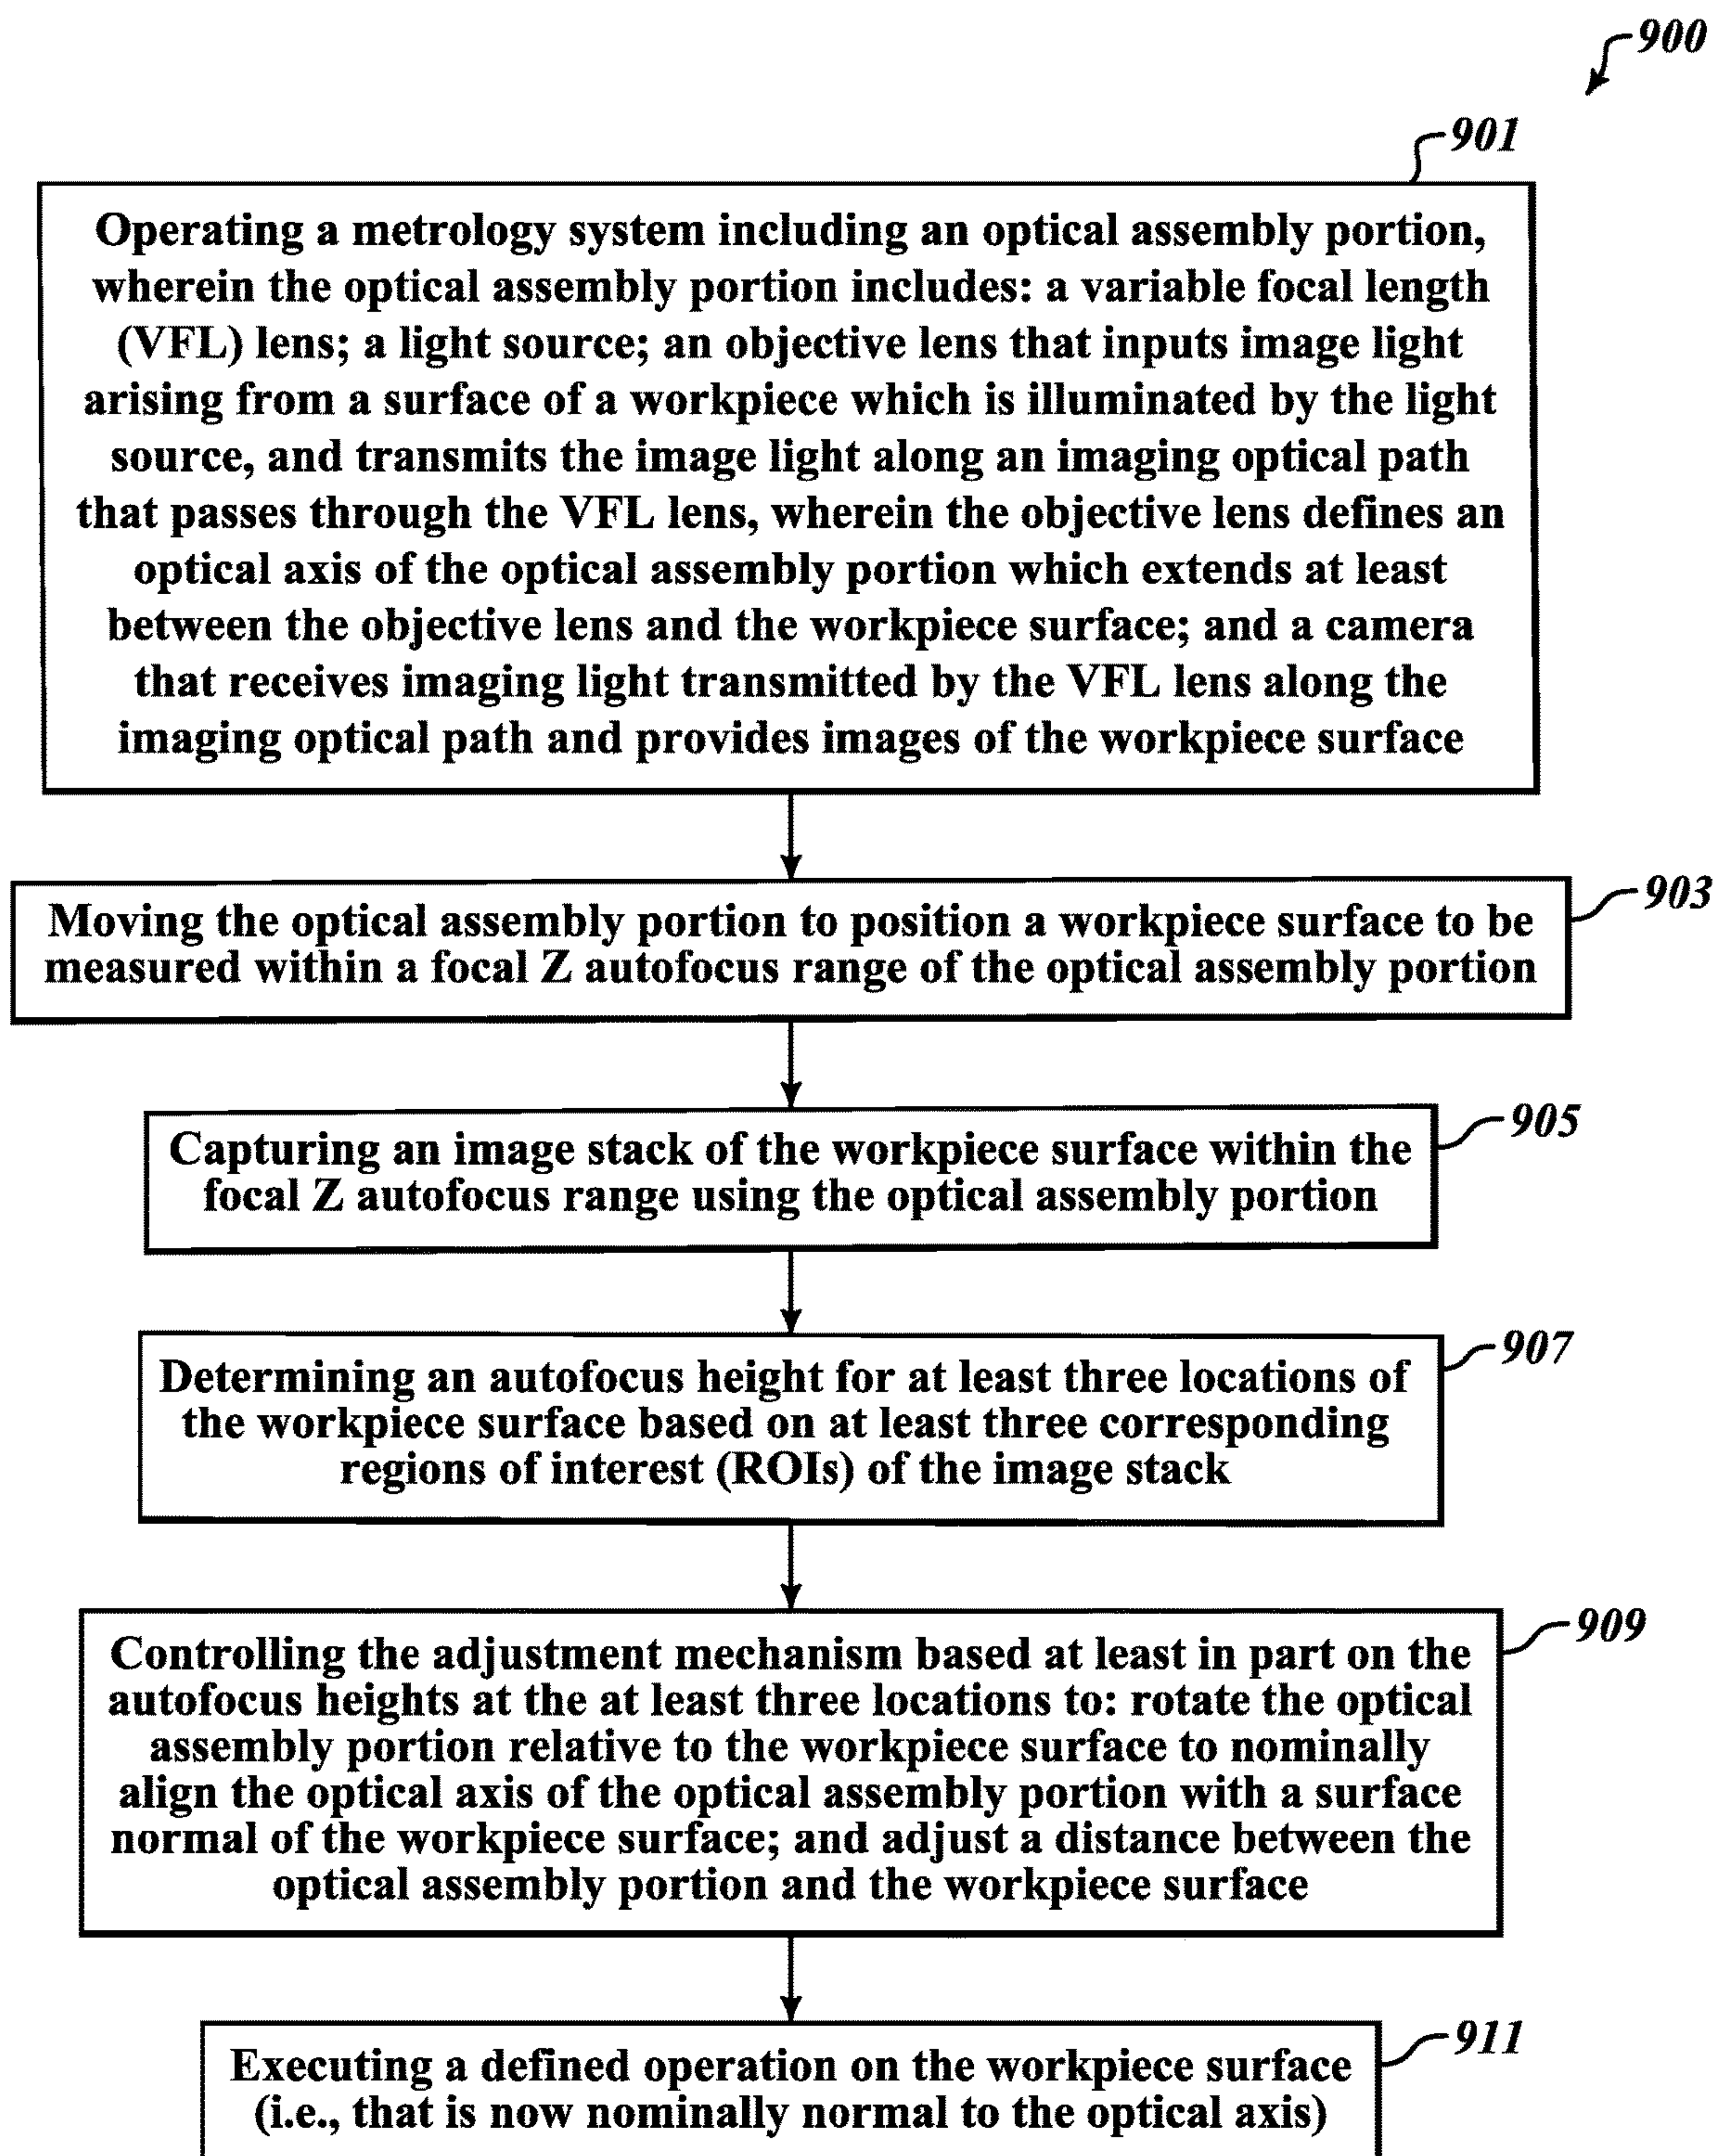 900
901
Operating a metrology system including an optical assembly portion,
wherein the optical assembly portion includes: a variable focal length
(VFL) lens; a light source; an objective lens that inputs image light
arising from a surface of a workpiece which is illuminated by the light
source, and transmits the image light along an imaging optical path
that passes through the VFL lens, wherein the objective lens defines an
optical axis of the optical assembly portion which extends at least
between the objective lens and the workpiece surface; and a camera
that receives imaging light transmitted by the VFL lens along the
imaging optical path and provides images of the workpiece surface
903
Moving the optical assembly portion to position a workpiece surface to be
measured within a focal Z autofocus range of the optical assembly portion
905
Capturing an image stack of the workpiece surface within the
focal Z autofocus range using the optical assembly portion
907
Determining an autofocus height for at least three locations of
the workpiece surface based on at least three corresponding
regions of interest (ROIs) of the image stack
909
Controlling the adjustment mechanism based at least in part on the
autofocus heights at the at least three locations to: rotate the optical
assembly portion relative to the workpiece surface to nominally
align the optical axis of the optical assembly portion with a surface
normal of the workpiece surface; and adjust a distance between the
optical assembly portion and the workpiece surface
911
Executing a defined operation on the workpiece surface
(i.e., that is now nominally normal to the optical axis)